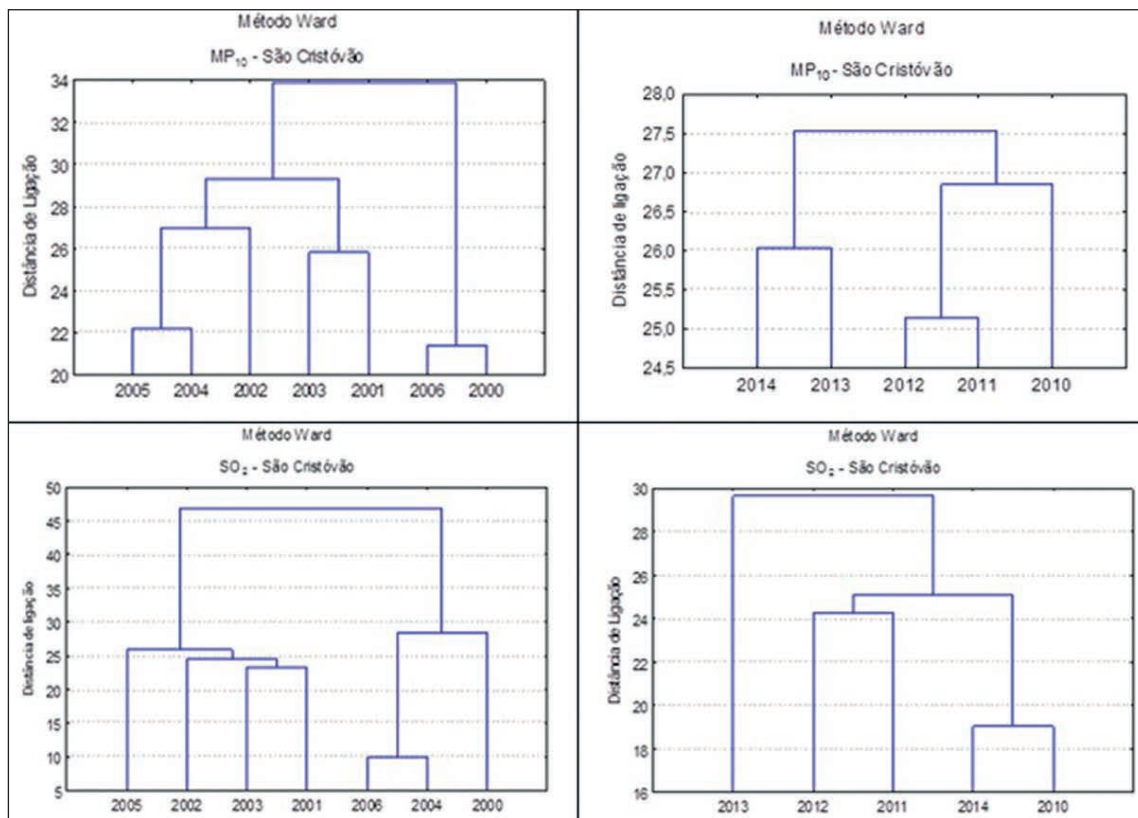 Método Ward
MP₁₀ - São Cristóvão
Distância de Ligação
34
32
30
28
26
24
22
20
2005 2004 2002 2003 2001 2006 2000
Método Ward
MP₁₀ - São Cristóvão
Distância de ligação
28,0
27,5
27,0
26,5
26,0
25,5
25,0
24,5
2014 2013 2012 2011 2010
Método Ward
SO₂ - São Cristóvão
Distância de ligação
50
45
40
35
30
25
20
15
10
5
2005 2002 2003 2001 2006 2004 2000
Método Ward
SO₂ - São Cristóvão
Distância de Ligação
30
28
26
24
22
20
18
16
2013 2012 2011 2014 2010